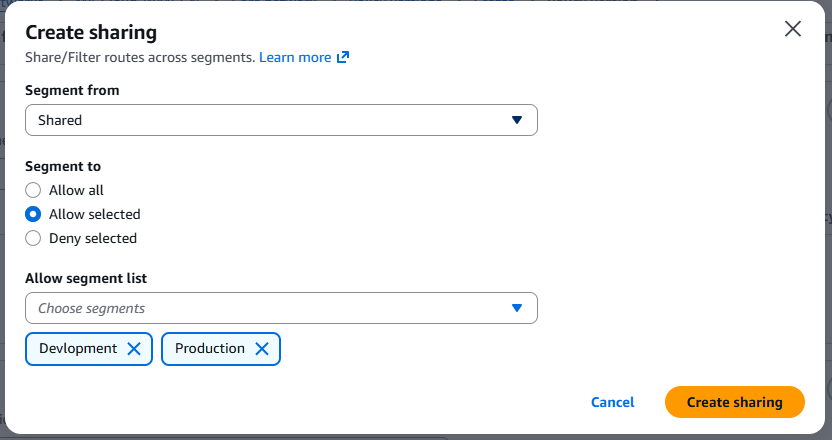 Create sharing
Share/Filter routes across segments. Learn more
Segment from
Shared
Segment to
Allow all
Allow selected
Deny selected
Allow segment list
Choose segments
Devlopment
Production
Cancel
Create sharing